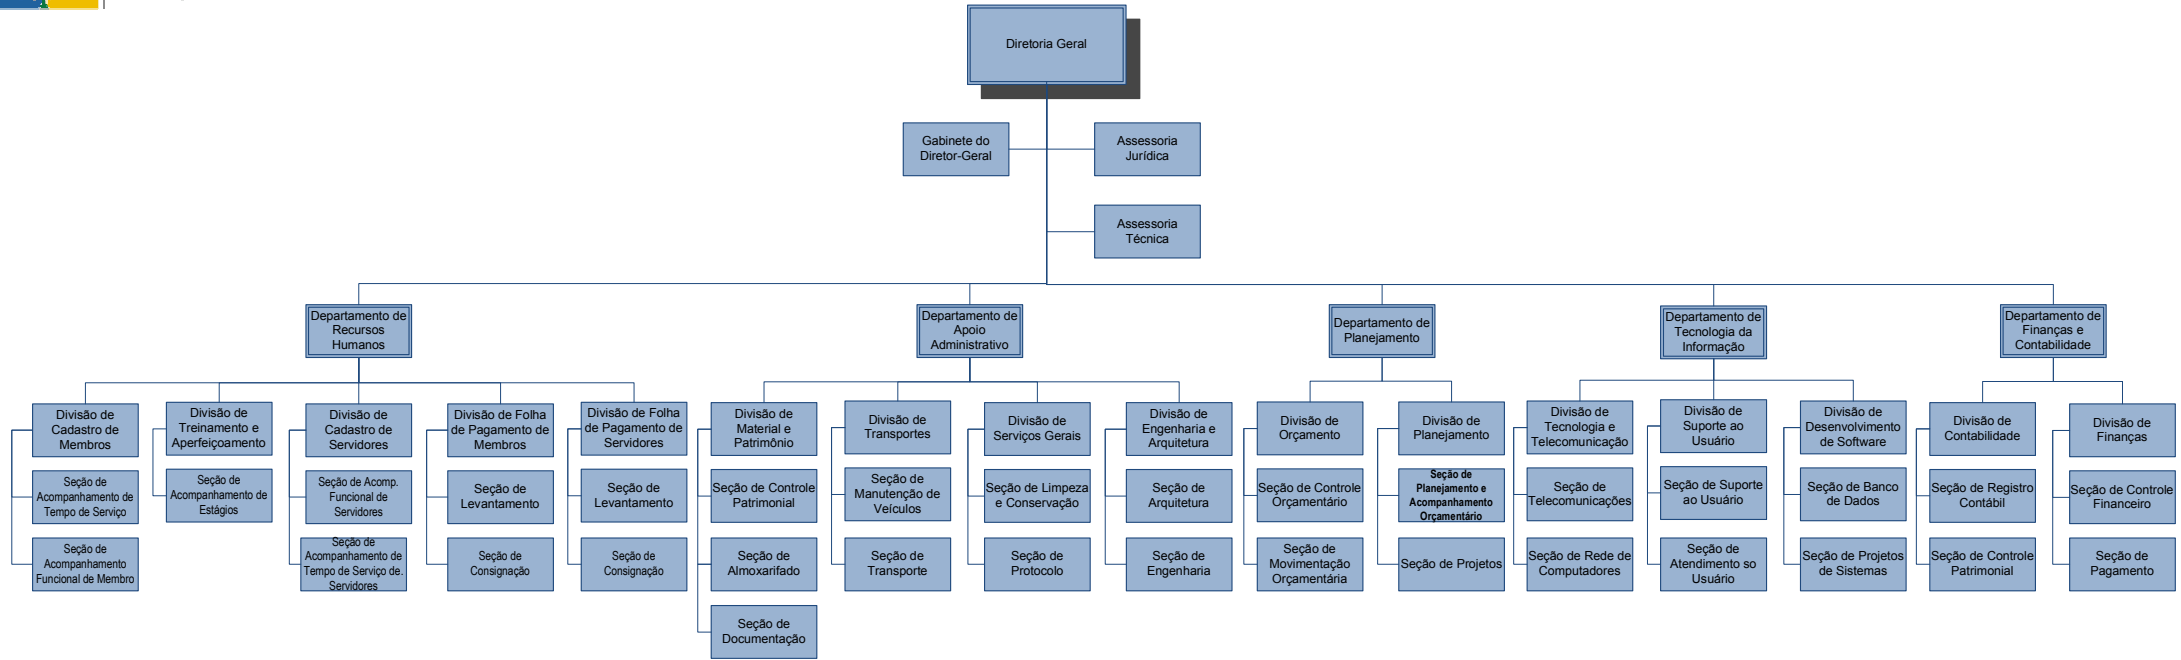 Diretoria Geral
Gabinete do
Diretor-Geral
Assessoria
Jurídica
Assessoria
Técnica
Departamento de
Recursos
Humanos
Departamento de
Apoio
Administrativo
Departamento de
Planejamento
Departamento de
Tecnologia da
Informação
Departamento de
Finanças e
Contabilidade
Divisão de
Cadastro de
Membros
Seção de
Acompanhamento de
Tempo de Serviço
Seção de
Acompanhamento
Funcional de Membro
Divisão de
Treinamento e
Aperfeiçoamento
Seção de
Acompanhamento de
Estágios
Divisão de
Cadastro de
Servidores
Seção de Acomp.
Funcional de
Servidores
Seção de
Acompanhamento de
Tempo de Serviço de.
Servidores
Divisão de Folha
de Pagamento de
Membros
Seção de
Levantamento
Seção de
Consignação
Divisão de Folha
de Pagamento de
Servidores
Seção de
Levantamento
Seção de
Consignação
Divisão de
Material e
Patrimônio
Seção de Controle
Patrimonial
Seção de
Almoxarifado
Seção de
Documentação
Divisão de
Transportes
Seção de
Manutenção de
Veículos
Seção de
Transporte
Divisão de
Serviços Gerais
Seção de Limpeza
e Conservação
Seção de
Protocolo
Divisão de
Engenharia e
Arquitetura
Seção de
Arquitetura
Seção de
Engenharia
Divisão de
Orçamento
Seção de Controle
Orçamentário
Seção de
Movimentação
Orçamentária
Divisão de
Planejamento
Seção de
Planejamento e
Acompanhamento
Orçamentário
Seção de Projetos
Divisão de
Tecnologia e
Telecomunicação
Seção de
Telecomunicações
Seção de Rede de
Computadores
Divisão de
Suporte ao
Usuário
Seção de Suporte
ao Usuário
Seção de
Atendimento so
Usuário
Divisão de
Desenvolvimento
de Software
Seção de Banco
de Dados
Seção de Projetos
de Sistemas
Divisão de
Contabilidade
Seção de Registro
Contábil
Seção de Controle
Patrimonial
Divisão de
Finanças
Seção de Controle
Financeiro
Seção de
Pagamento